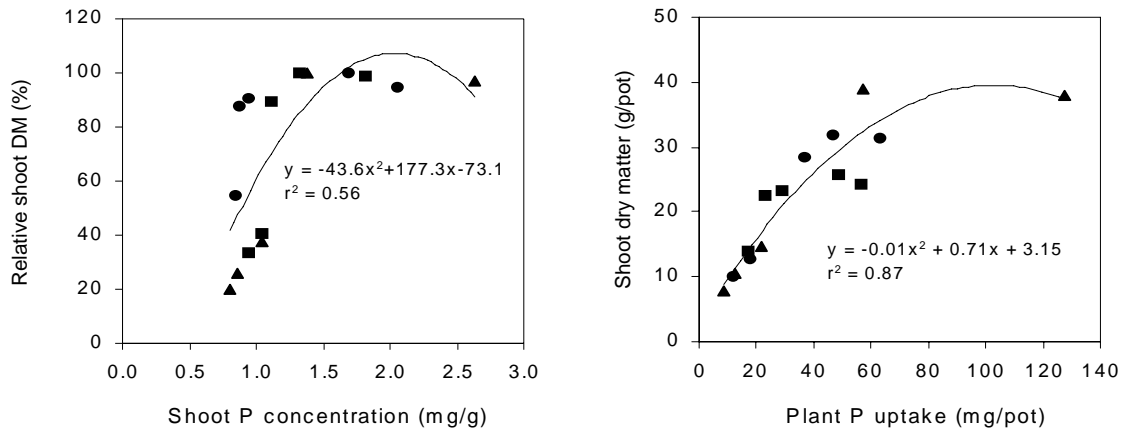 120
100
80
60
40
20
0
Relative shoot DM (%)
y = -43.6x²+177.3x-73.1
r² = 0.56
0.0 0.5 1.0 1.5 2.0 2.5 3.0
Shoot P concentration (mg/g)
50
40
30
20
10
0
Shoot dry matter (g/pot)
y = -0.01x² + 0.71x + 3.15
r² = 0.87
0 20 40 60 80 100 120 140
Plant P uptake (mg/pot)